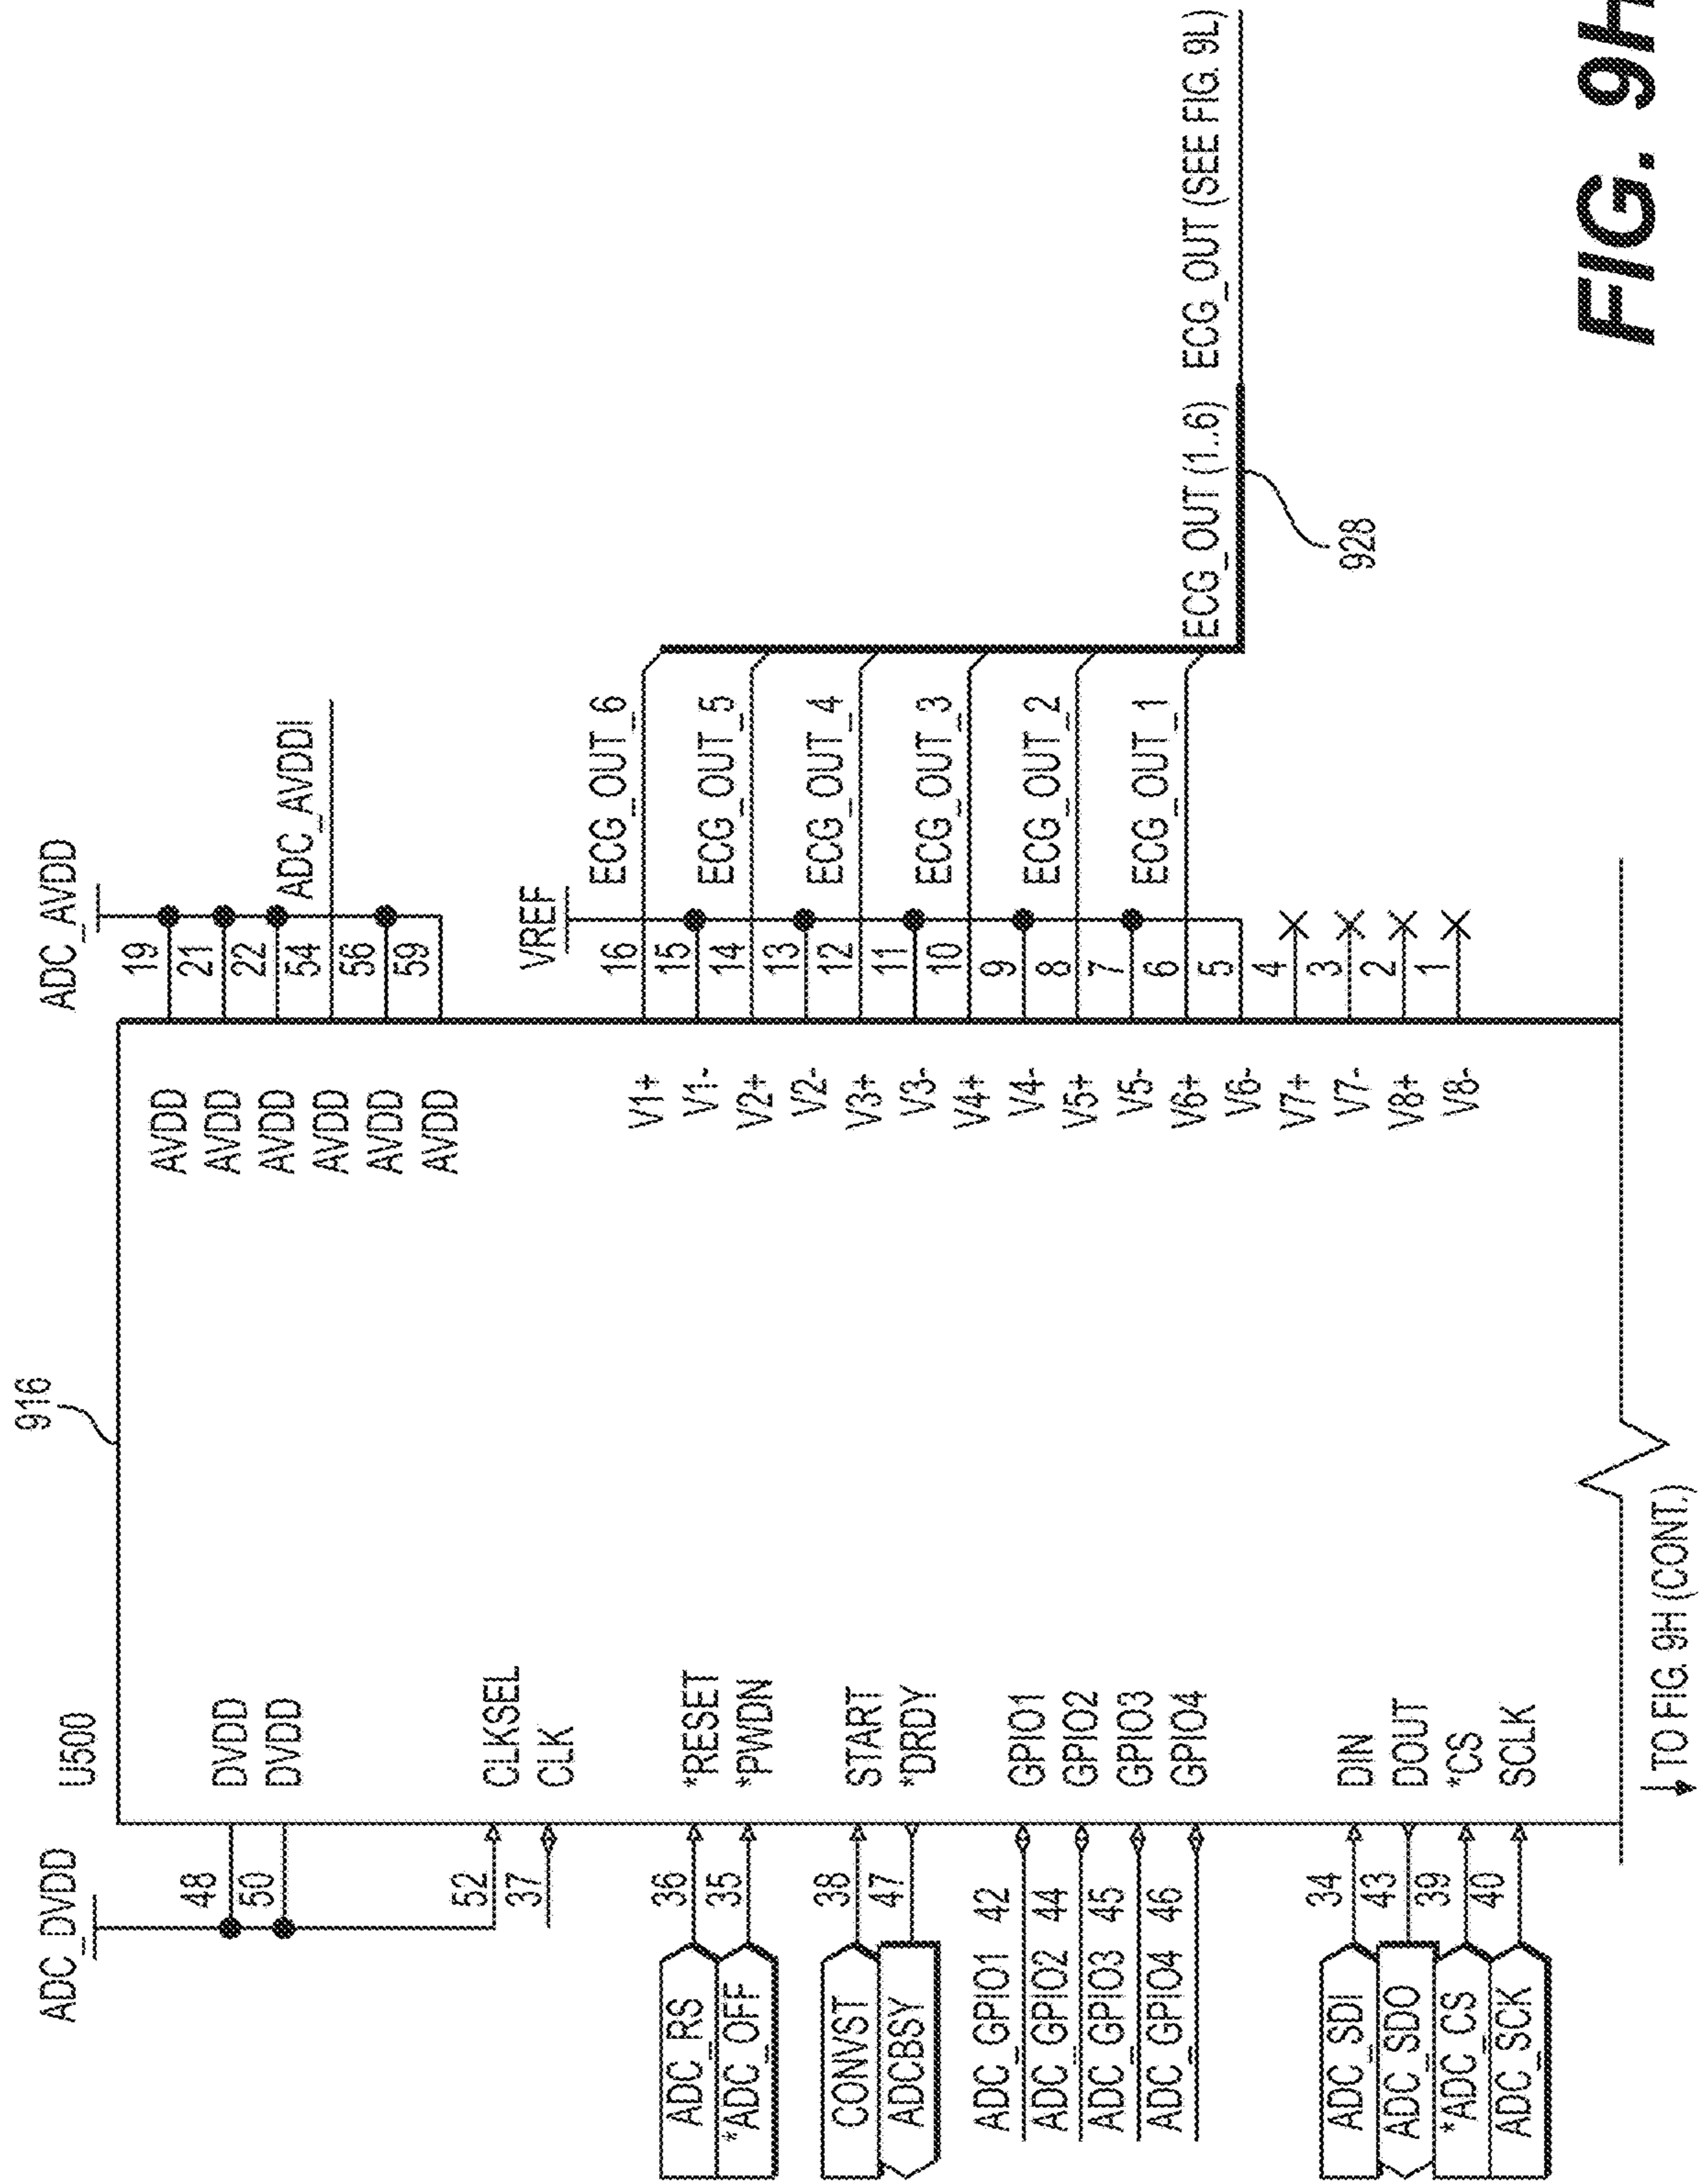 916
U500
ADC_DVDD
48 DVDD
50 DVDD
52 CLKSEL
37 CLK
ADC_RS 36 *RESET
*ADC_OFF 35 *PWDN
CONVST 38 START
ADCBSY 47 *DRDY
ADC_GPIO1 42 GPIO1
ADC_GPIO2 44 GPIO2
ADC_GPIO3 45 GPIO3
ADC_GPIO4 46 GPIO4
ADC_SDI 34 DIN
ADC_SDO 43 DOUT
*ADC_CS 39 *CS
ADC_SCK 40 SCLK
ADC_AVDD
AVDD 19
AVDD 21
AVDD 22
AVDD 54 ADC_AVDDI
AVDD 56
AVDD 59
VREF
V1+ 16 ECG_OUT_6
V1- 15
V2+ 14 ECG_OUT_5
V2- 13
V3+ 12 ECG_OUT_4
V3- 11
V4+ 10 ECG_OUT_3
V4- 9
V5+ 8 ECG_OUT_2
V5- 7
V6+ 6 ECG_OUT_1
V6- 5
V7+ 4
V7- 3
V8+ 2
V8- 1
ECG_OUT (1..6) ECG_OUT (SEE FIG. 9L)
928
TO FIG. 9H (CONT.)
FIG. 9H